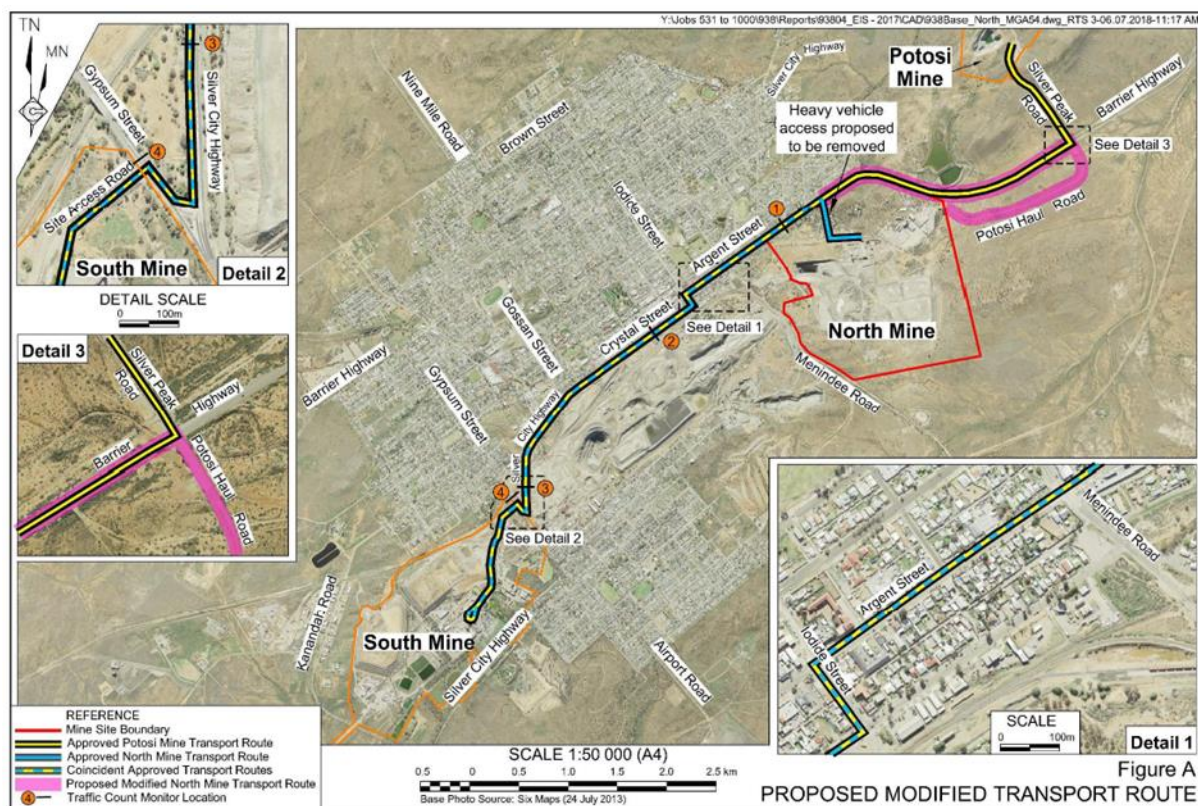 Y:\Jobs 531 to 1000\938\Reports\93804_EIS - 2017\CAD\938Base_North_MGA54.dwg_RTS 3-06.07.2018-11:17 AM
TN
MN
3
Gypsum Street
Silver City Highway
4
Site Access Road
South Mine
Detail 2
DETAIL SCALE
0 100m
Detail 3
Silver Peak
Road
Highway
Barrier
Potosi Haul
Road
Nine Mile
Road
Brown Street
Silver City
Highway
Potosi
Mine
Silver Peak
Road
Barrier Highway
Heavy vehicle
access proposed
to be removed
See Detail 3
Iodide Street
1
Argent Street
Potosi Haul Road
Gossan Street
Crystal Street
See Detail 1
North Mine
2
Menindee Road
Barrier Highway
Gypsum Street
City Highway
Silver
4
3
See Detail 2
Kanandah Road
South Mine
Silver City Highway
Airport Road
Menindee Road
Argent Street
Iodide Street
SCALE
0 100m
Detail 1
REFERENCE
Mine Site Boundary
Approved Potosi Mine Transport Route
Approved North Mine Transport Route
Coincident Approved Transport Routes
Proposed Modified North Mine Transport Route
4 Traffic Count Monitor Location
SCALE 1:50 000 (A4)
0.5 0 0.5 1.0 1.5 2.0 2.5 km
Base Photo Source: Six Maps (24 July 2013)
Figure A
PROPOSED MODIFIED TRANSPORT ROUTE